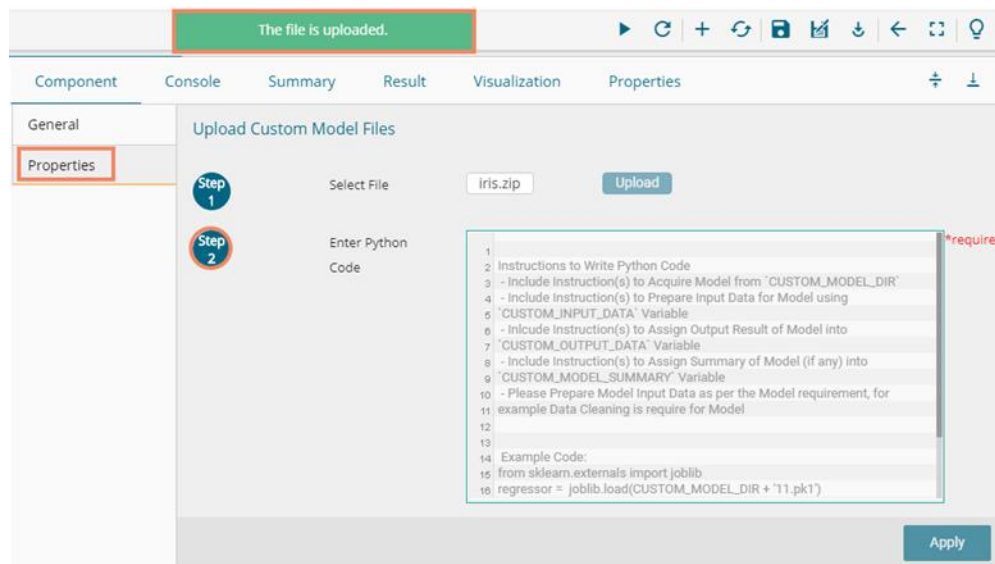 The file is uploaded.
Component Console Summary Result Visualization Properties
General
Properties
Upload Custom Model Files
Step
1
Select File
iris.zip
Upload
Step
2
Enter Python
Code
*require
1
2 Instructions to Write Python Code
3 - Include Instruction(s) to Acquire Model from `CUSTOM_MODEL_DIR`
4 - Include Instruction(s) to Prepare Input Data for Model using
5 `CUSTOM_INPUT_DATA` Variable
6 - Inlcude Instruction(s) to Assign Output Result of Model into
7 `CUSTOM_OUTPUT_DATA` Variable
8 - Include Instruction(s) to Assign Summary of Model (if any) into
9 `CUSTOM_MODEL_SUMMARY` Variable
10 - Please Prepare Model Input Data as per the Model requirement, for
11 example Data Cleaning is require for Model
12
13
14 Example Code:
15 from sklearn.externals import joblib
16 regressor = joblib.load(CUSTOM_MODEL_DIR + '11.pk1')
Apply